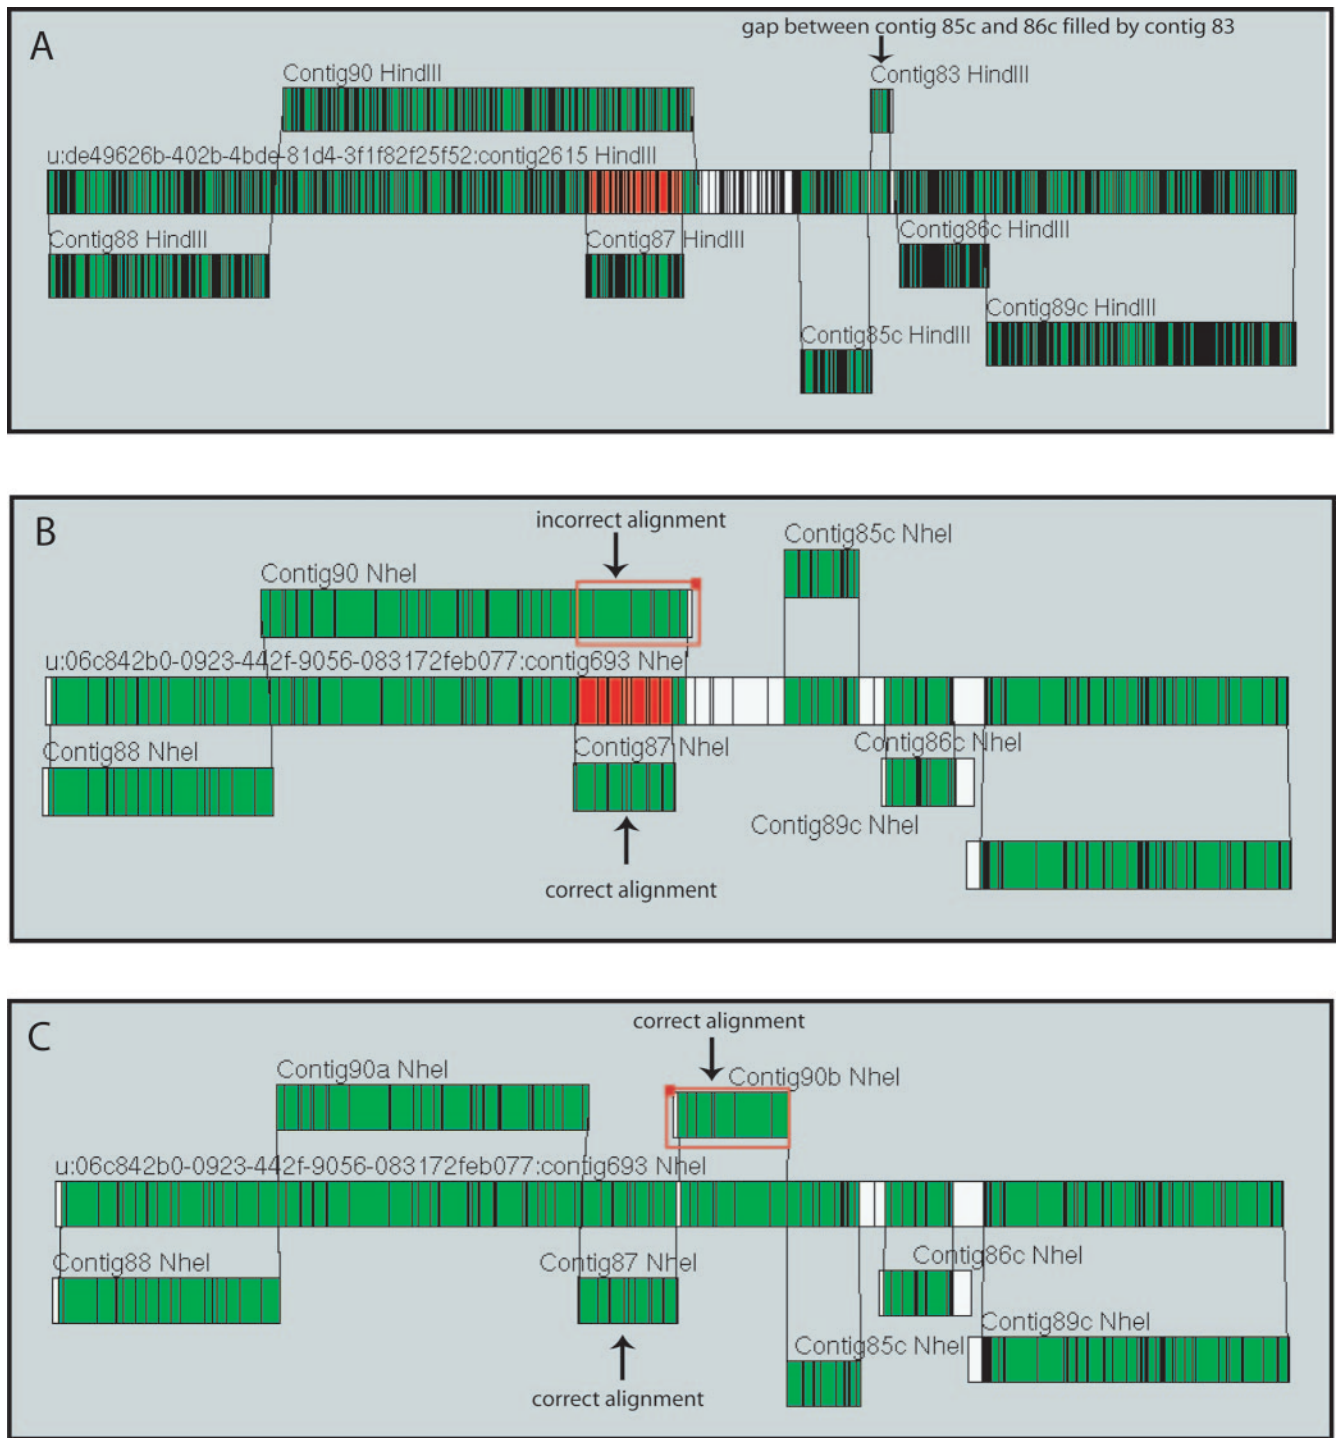 A
gap between contig 85c and 86c filled by contig 83
Contig90 HindIII
Contig83 HindIII
u:de49626b-402b-4bde-81d4-3f1f82f25f52:contig2615 HindIII
Contig88 HindIII
Contig87 HindIII
Contig86c HindIII
Contig89c HindIII
Contig85c HindIII
B
incorrect alignment
Contig85c NheI
Contig90 NheI
u:06c842b0-0923-442f-9056-083172feb077:contig693 NheI
Contig88 NheI
Contig87 NheI
Contig86c NheI
Contig89c NheI
correct alignment
C
correct alignment
Contig90a NheI
Contig90b NheI
u:06c842b0-0923-442f-9056-083172feb077:contig693 NheI
Contig88 NheI
Contig87 NheI
Contig86c NheI
Contig89c NheI
Contig85c NheI
correct alignment